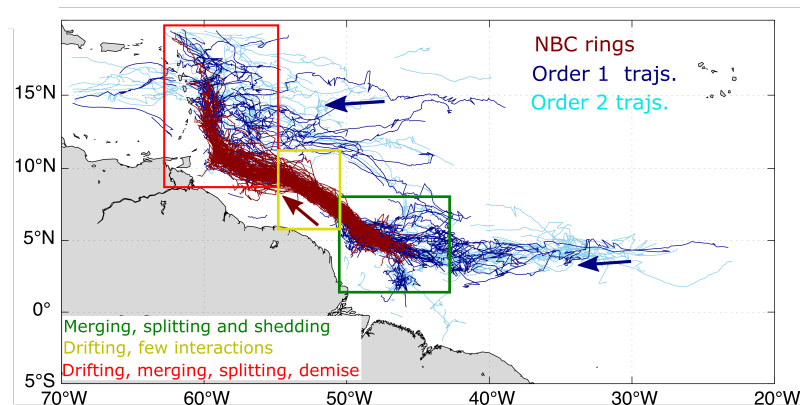 NBC rings
Order 1 trajs.
Order 2 trajs.
15°N
10°N
5°N
0°
5°S
Merging, splitting and shedding
Drifting, few interactions
Drifting, merging, splitting, demise
70°W 60°W 50°W 40°W 30°W 20°W